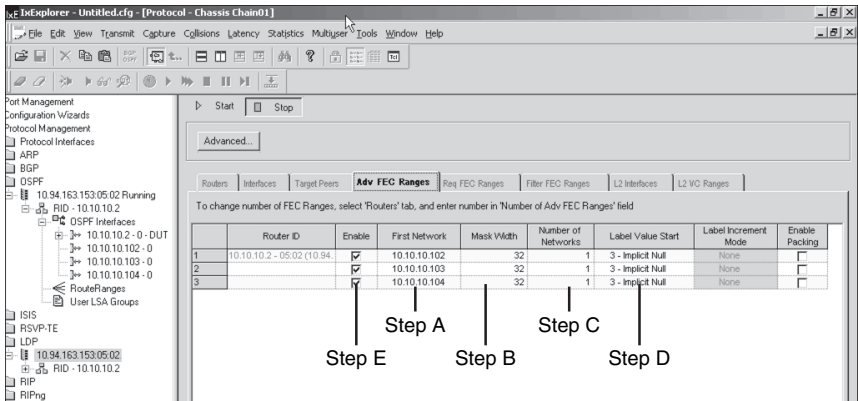 IxE IxExplorer - Untitled.cfg - [Protocol - Chassis Chain01]
File Edit View Transmit Capture Collisions Latency Statistics Multiuser Tools Window Help
Port Management
Configuration Wizards
Protocol Management
Protocol Interfaces
ARP
BGP
OSPF
10.94.163.153:05:02 Running
RID - 10.10.10.2
OSPF Interfaces
10.10.10.2 - 0 - DUT
10.10.10.102 - 0
10.10.10.103 - 0
10.10.10.104 - 0
RouteRanges
User LSA Groups
ISIS
RSVP-TE
LDP
10.94.163.153:05:02
RID - 10.10.10.2
RIP
RIPng
Start Stop
Advanced...
Routers Interfaces Target Peers Adv FEC Ranges Req FEC Ranges Filter FEC Ranges L2 Interfaces L2 VC Ranges
To change number of FEC Ranges, select 'Routers' tab, and enter number in 'Number of Adv FEC Ranges' field
Router ID Enable First Network Mask Width Number of Networks Label Value Start Label Increment Mode Enable Packing
1 10.10.10.2 - 05:02 (10.94. 10.10.10.102 32 1 3 - Implicit Null None
2 10.10.10.103 32 1 3 - Implicit Null None
3 10.10.10.104 32 1 3 - Implicit Null None
Step A Step C
Step E Step B Step D